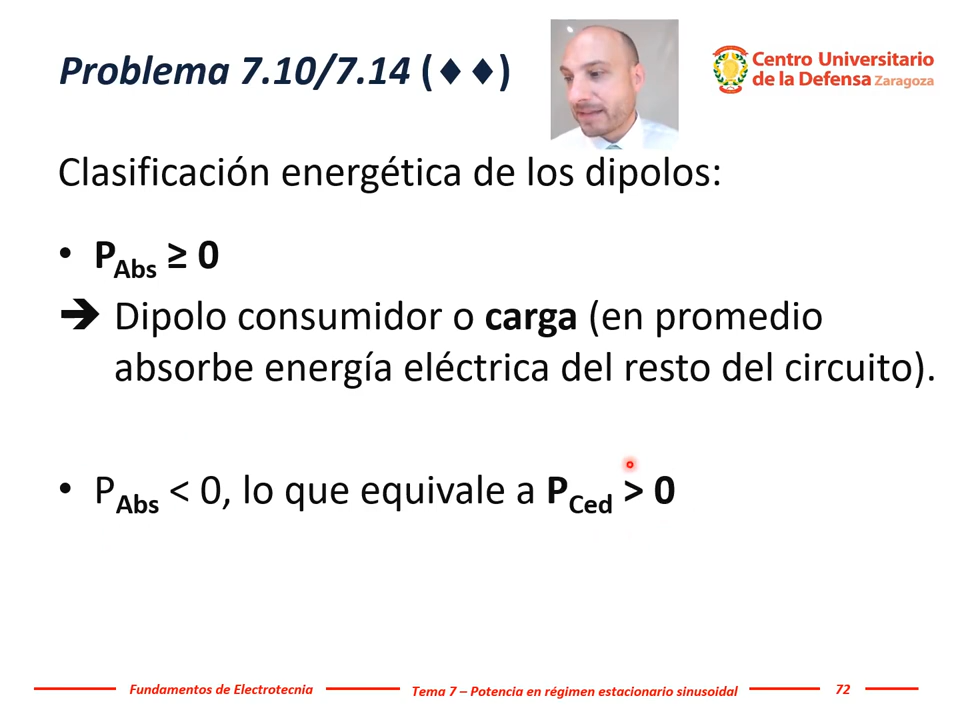 Problema 7.10/7.14 (♦♦)
Centro Universitario
de la Defensa Zaragoza
Clasificación energética de los dipolos:
• PAbs ≥ 0
➔ Dipolo consumidor o carga (en promedio
absorbe energía eléctrica del resto del circuito).
• PAbs < 0, lo que equivale a PCed > 0
Fundamentos de Electrotecnia
Tema 7 – Potencia en régimen estacionario sinusoidal
72